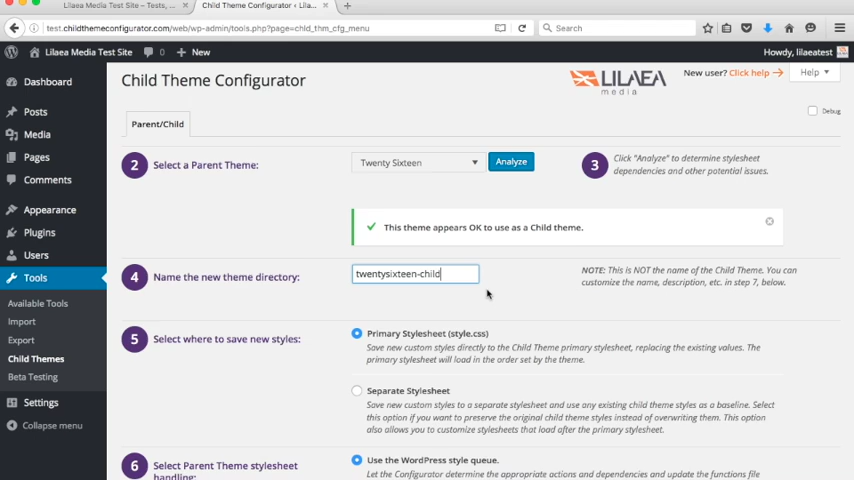 Lilaea Media Test Site – Tests, ...
Child Theme Configurator ‹ Lila...
test.childthemeconfigurator.com/web/wp-admin/tools.php?page=chld_thm_cfg_menu
Search
Lilaea Media Test Site
0
New
Howdy, lilaeatest
Dashboard
Posts
Media
Pages
Comments
Appearance
Plugins
Users
Tools
Available Tools
Import
Export
Child Themes
Beta Testing
Settings
Collapse menu
Child Theme Configurator
LILAEA
media
New user? Click help
Help
Debug
Parent/Child
2 Select a Parent Theme:
Twenty Sixteen
Analyze
3 Click "Analyze" to determine stylesheet
dependencies and other potential issues.
This theme appears OK to use as a Child theme.
4 Name the new theme directory:
twentysixteen-child
NOTE: This is NOT the name of the Child Theme. You can
customize the name, description, etc. in step 7, below.
5 Select where to save new styles:
Primary Stylesheet (style.css)
Save new custom styles directly to the Child Theme primary stylesheet, replacing the existing values. The
primary stylesheet will load in the order set by the theme.
Separate Stylesheet
Save new custom styles to a separate stylesheet and use any existing child theme styles as a baseline. Select
this option if you want to preserve the original child theme styles instead of overwriting them. This option
also allows you to customize stylesheets that load after the primary stylesheet.
6 Select Parent Theme stylesheet
handling:
Use the WordPress style queue.
Let the Configurator determine the appropriate actions and dependencies and update the functions file